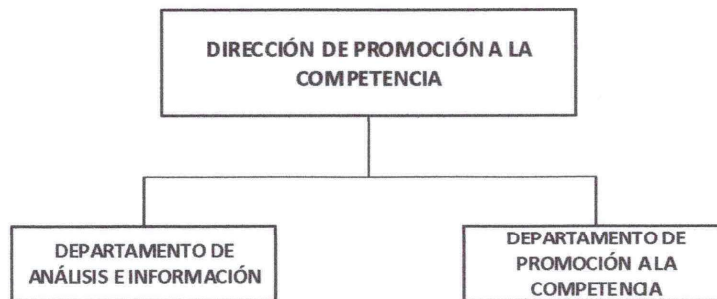 DIRECCIÓN DE PROMOCIÓN A LA
COMPETENCIA
DEPARTAMENTO DE
ANÁLISIS E INFORMACIÓN
DEPARTAMENTO DE
PROMOCIÓN A LA
COMPETENCIA